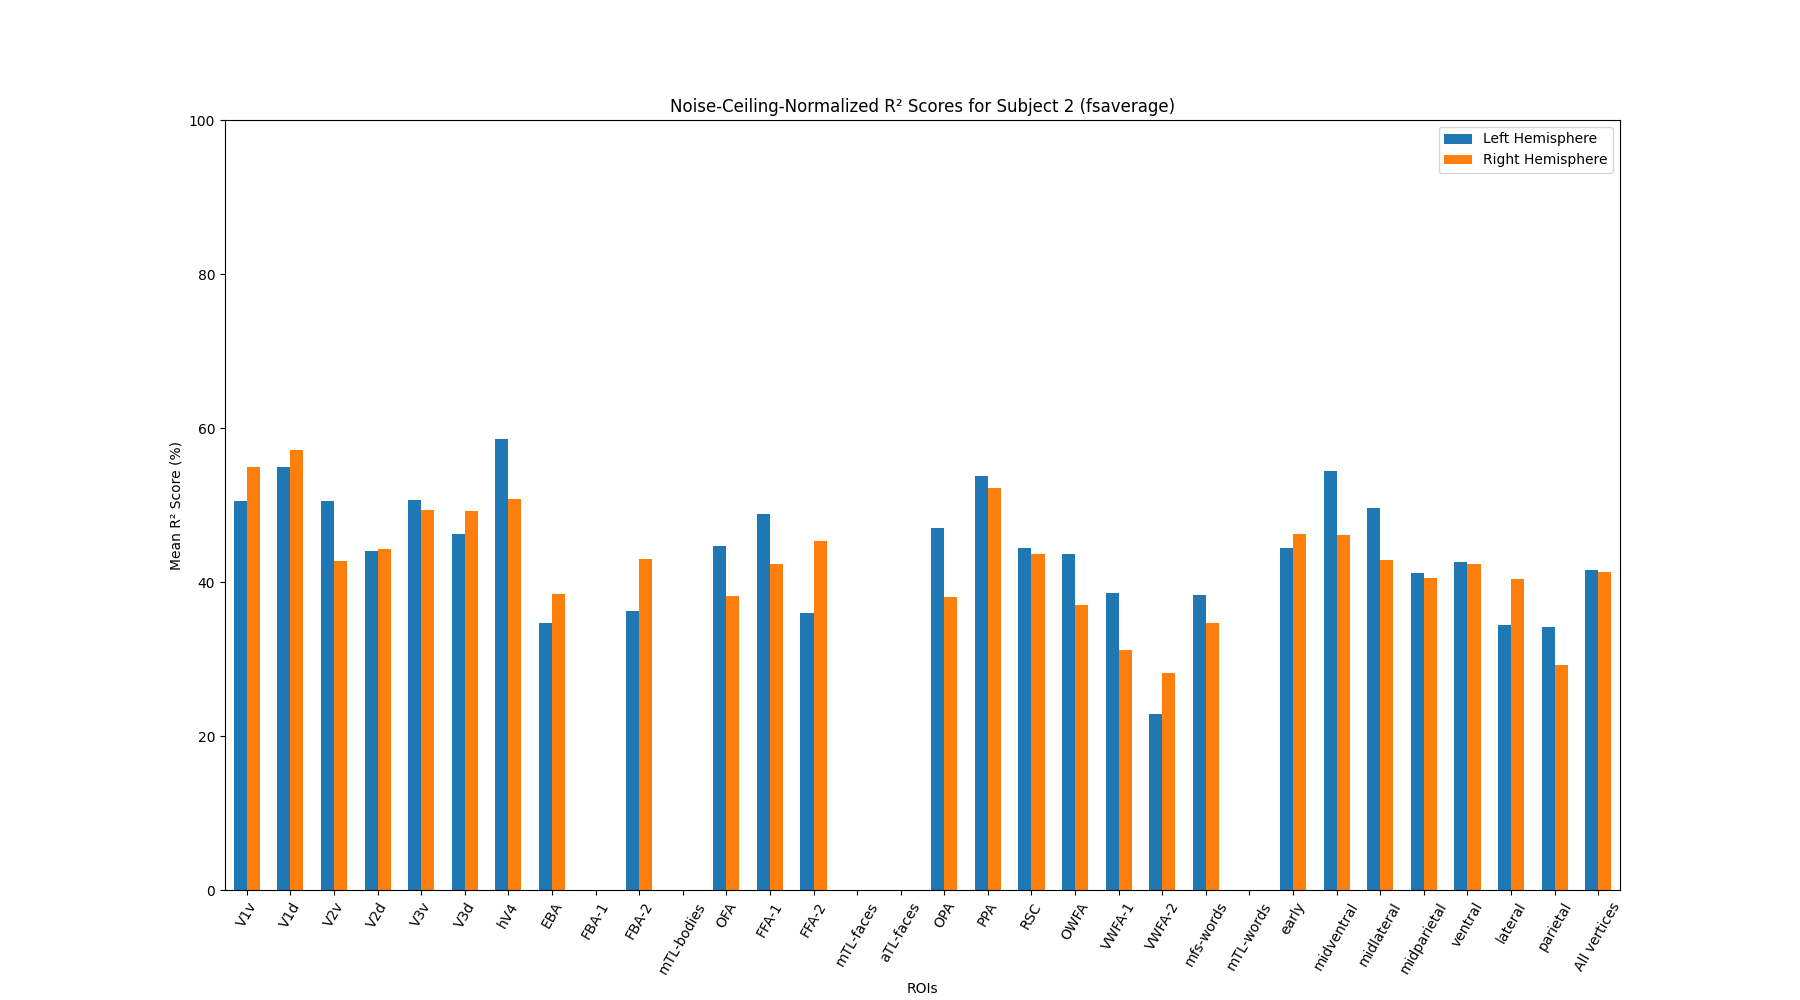 Noise-Ceiling-Normalized R² Scores for Subject 2 (fsaverage)
Left Hemisphere
Right Hemisphere
Mean R² Score (%)
100
80
60
40
20
0
V1v
V1d
V2v
V2d
V3v
V3d
hV4
EBA
FBA-1
FBA-2
mTL-bodies
OFA
FFA-1
FFA-2
mTL-faces
aTL-faces
OPA
PPA
RSC
OWFA
VWFA-1
VWFA-2
mfs-words
mTL-words
early
midventral
midlateral
midparietal
ventral
lateral
parietal
All vertices
ROIs